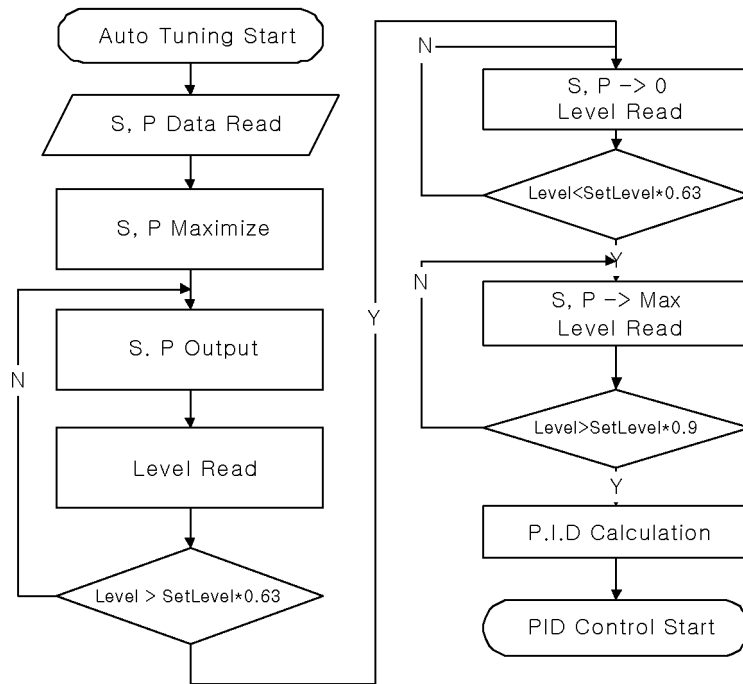 Auto Tuning Start
S, P Data Read
S, P Maximize
S. P Output
N
Level Read
Level > SetLevel*0.63
Y
N
S, P -> 0
Level Read
Level<SetLevel*0.63
Y
N
S, P -> Max
Level Read
Level>SetLevel*0.9
Y
P.I.D Calculation
PID Control Start